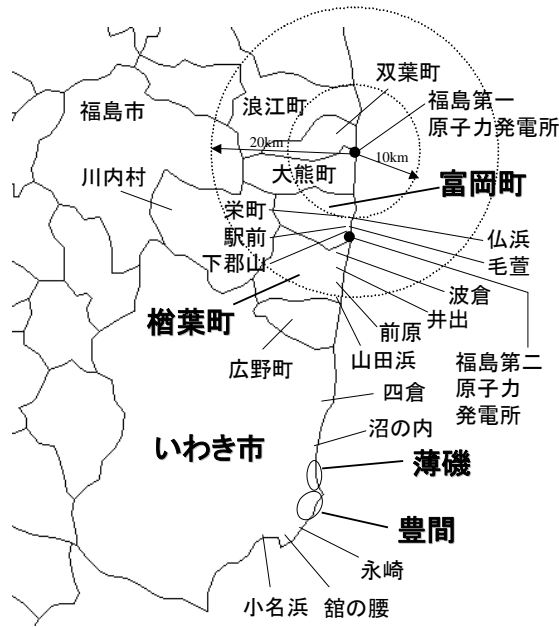 双葉町
福島第一
原子力発電所
浪江町
福島市
20km
10km
大熊町
川内村
富岡町
栄町
駅前
下郡山
仏浜
毛萱
波倉
井出
前原
山田浜
楢葉町
広野町
福島第二
原子力
発電所
四倉
いわき市
沼の内
薄磯
豊間
永崎
小名浜
舘の腰